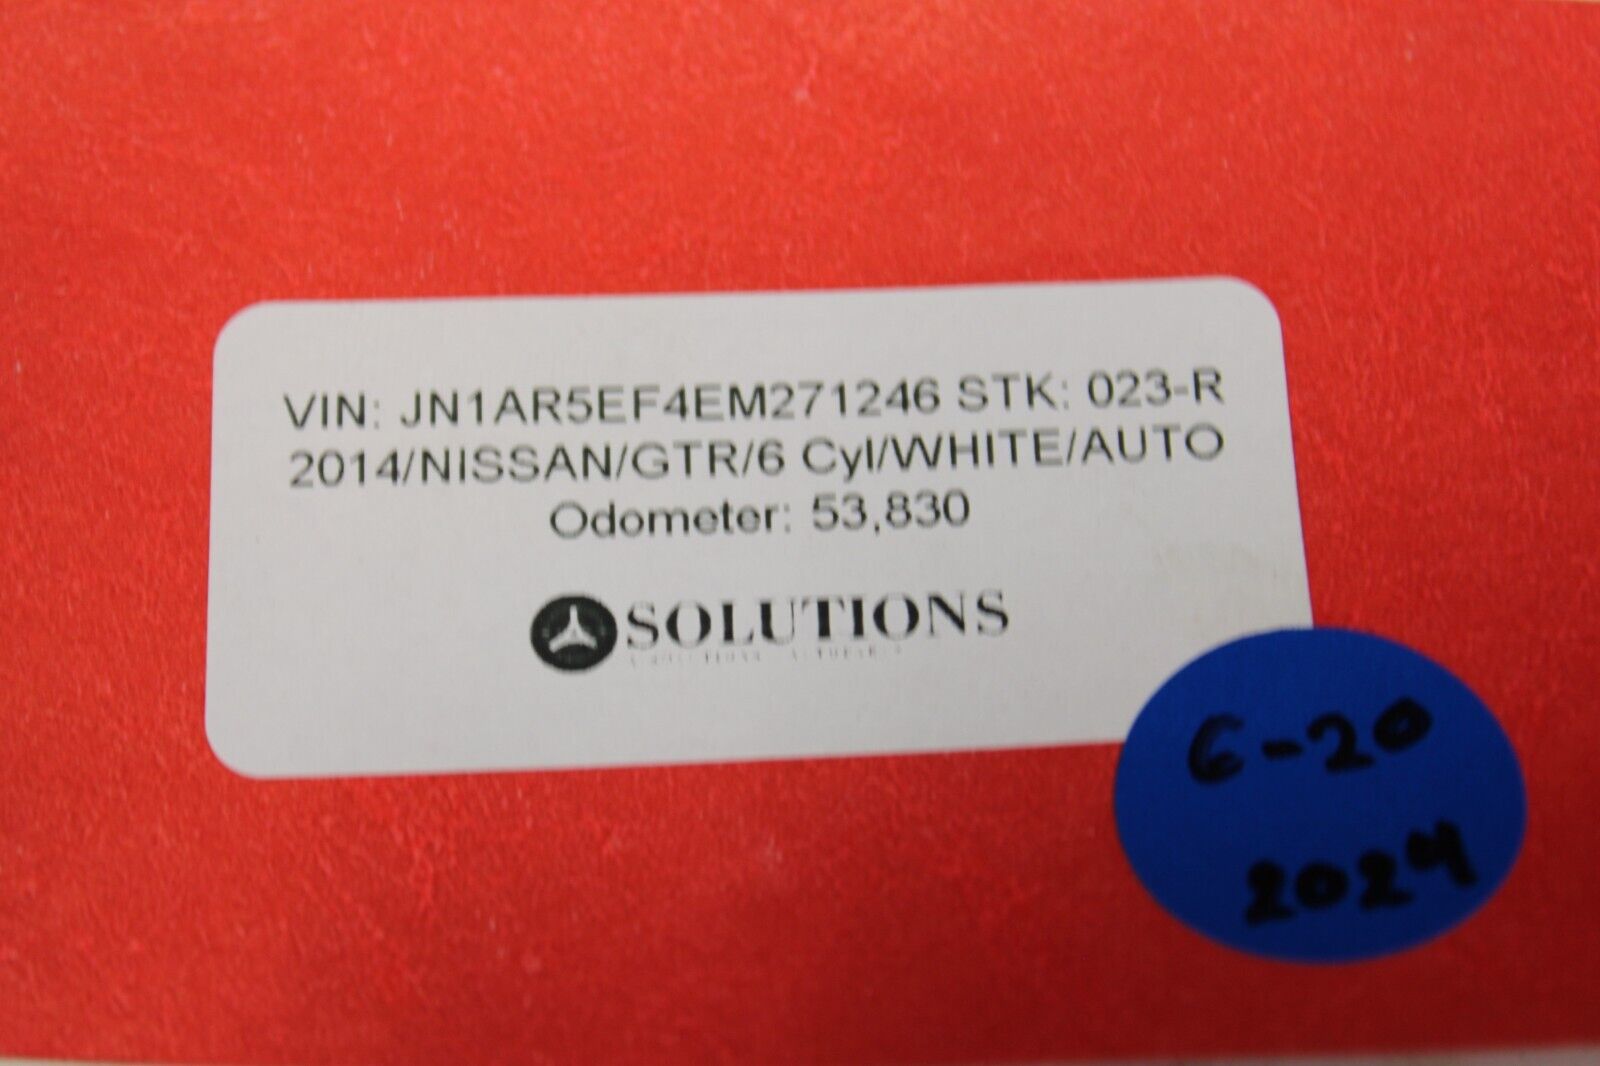 VIN: JN1AR5EF4EM271246 STK: 023-R
2014/NISSAN/GTR/6 Cyl/WHITE/AUTO
Odometer: 53,830
SOLUTIONS
6-20
2024